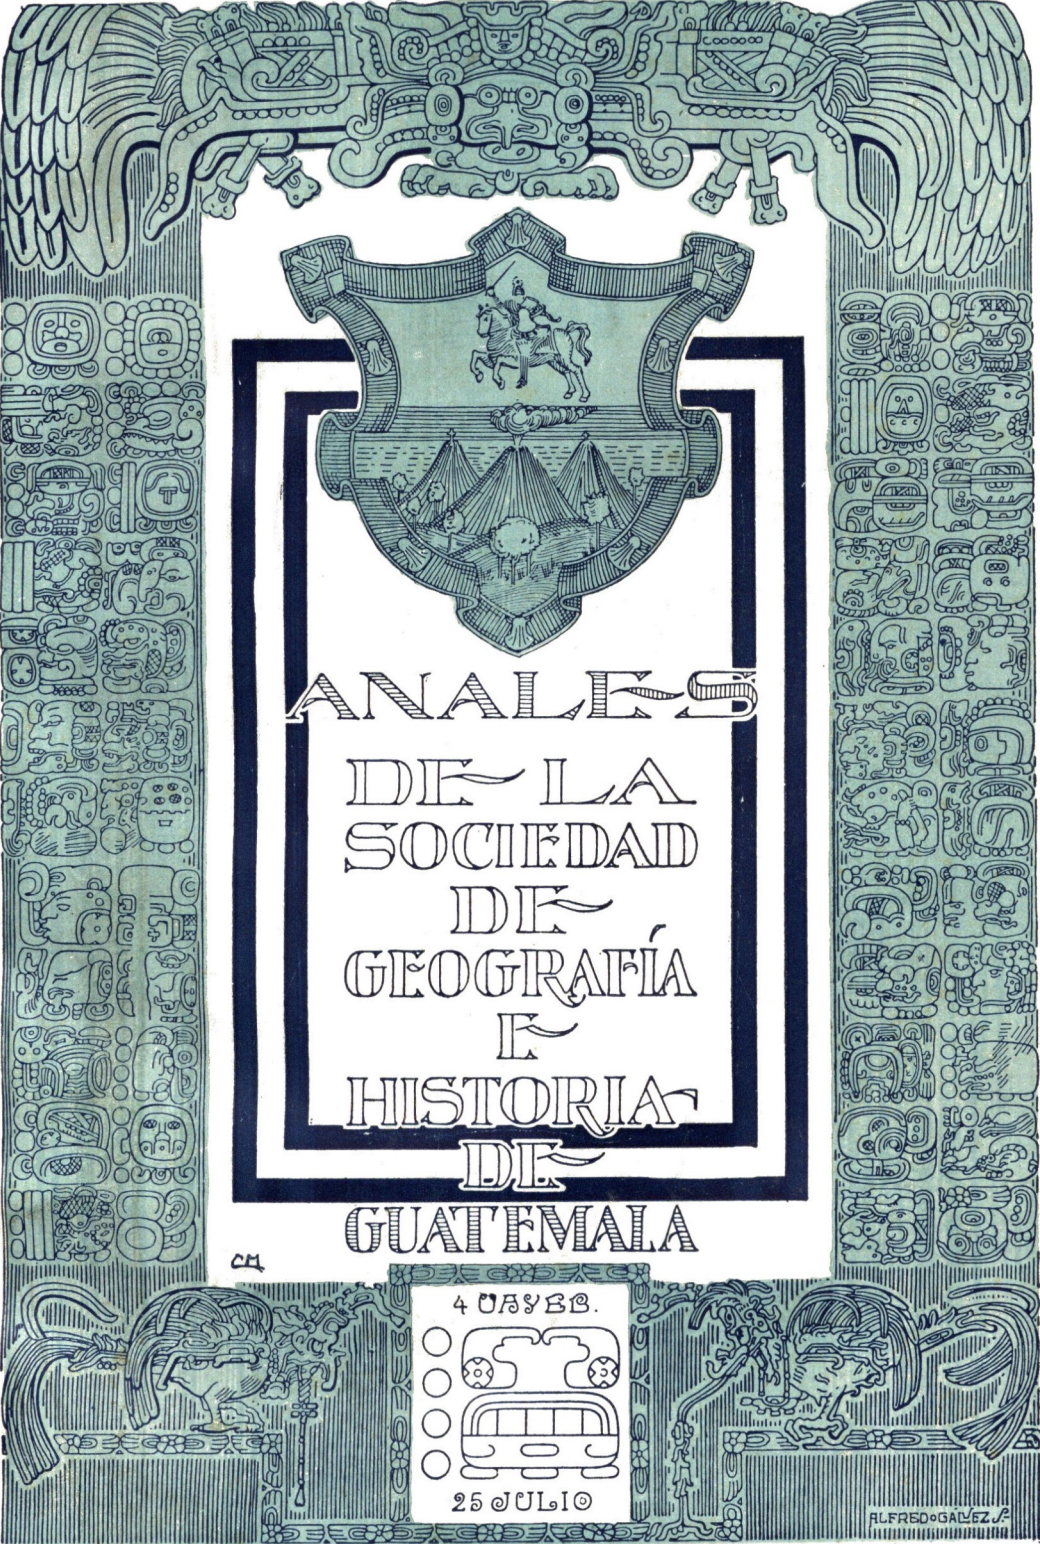 ANALES
DE LA
SOCIEDAD
DE
GEOGRAFÍA
E
HISTORIA
DE
GUATEMALA
CM
4 UAYEB.
25 JULIO
ALFREDO GALVEZ S.